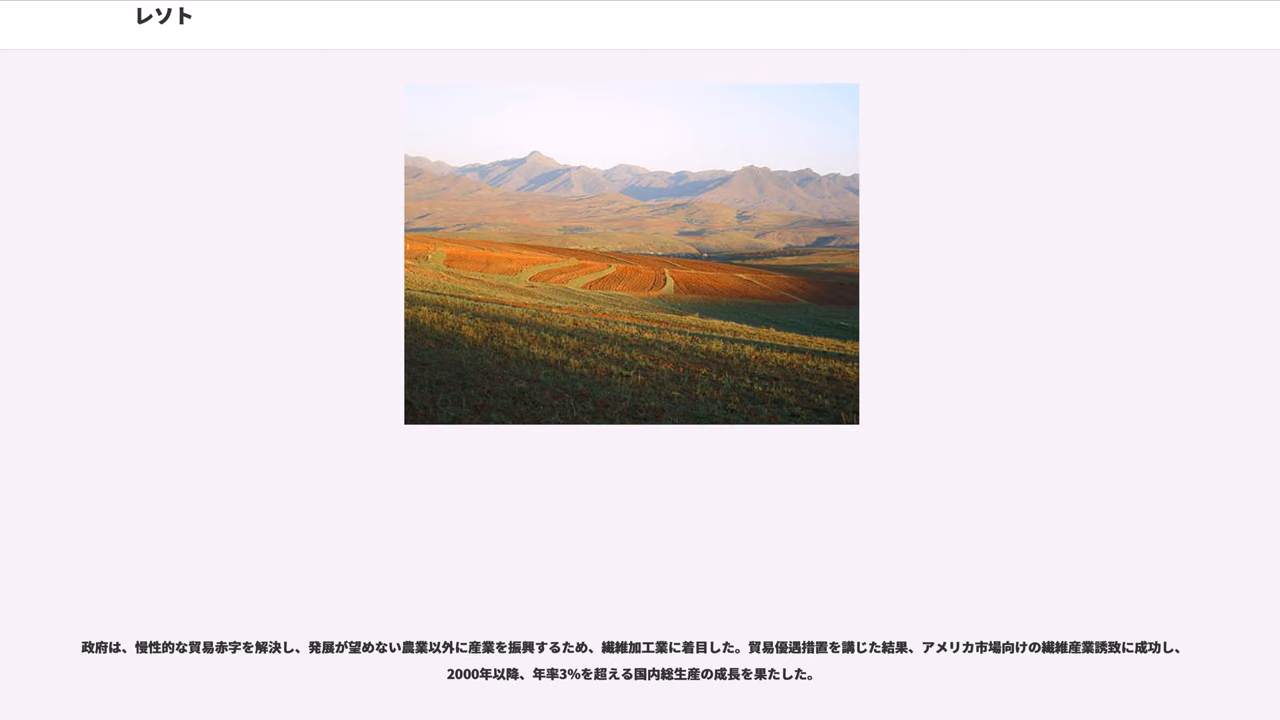 レソト
政府は、慢性的な貿易赤字を解決し、発展が望めない農業以外に産業を振興するため、繊維加工業に着目した。貿易優遇措置を講じた結果、アメリカ市場向けの繊維産業誘致に成功し、
2000年以降、年率3%を超える国内総生産の成長を果たした。